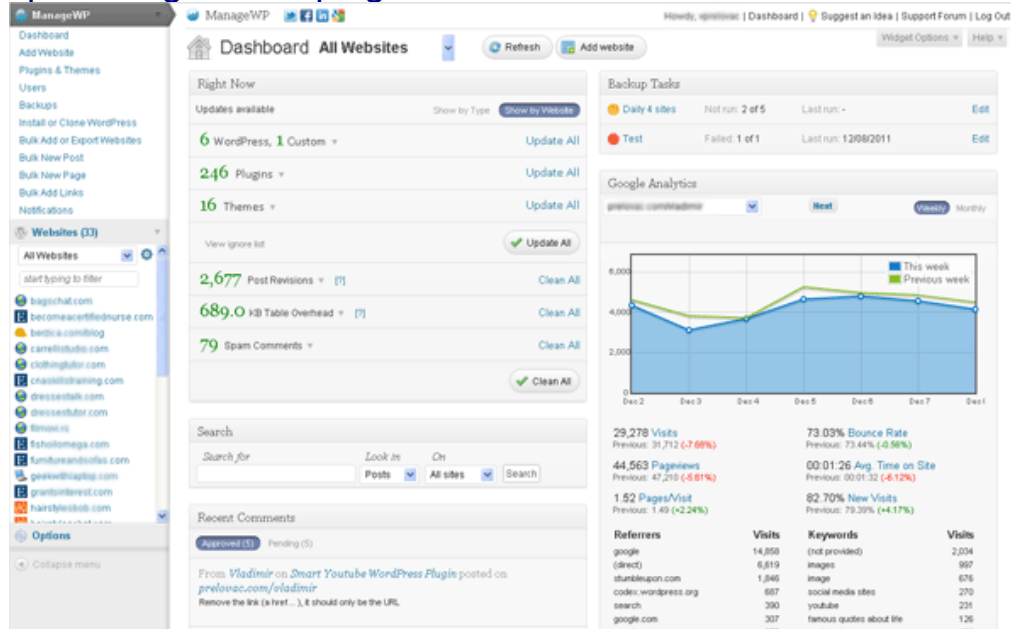 ManageWP
Dashboard
Add Website
Plugins & Themes
Users
Backups
Install or Clone WordPress
Bulk Add or Export Websites
Bulk New Post
Bulk New Page
Bulk Add Links
Notifications
Websites (33)
All Websites
start typing to filter
bagschat.com
becomeacertifiednurse.com
carrellistudio.com
clothingtutor.com
cnaskillstraining.com
dressestalk.com
dressestutor.com
fishoilomega.com
furnitureandsofas.com
geekwithlaptop.com
grantsinterest.com
hairstylesbob.com
Options
Collapse menu
ManageWP
Howdy, | Dashboard | Suggest an Idea | Support Forum | Log Out
Dashboard All Websites
Refresh
Add website
Widget Options
Help
Right Now
Updates available Show by Type Show by Website
6 WordPress, 1 Custom Update All
246 Plugins Update All
16 Themes Update All
View ignore list Update All
2,677 Post Revisions [?] Clean All
689.0 KB Table Overhead [?] Clean All
79 Spam Comments Clean All
Clean All
Search
Search for Look in On
Posts All sites Search
Recent Comments
Approved (5) Pending (5)
From Vladimir on Smart Youtube WordPress Plugin posted on
prelovac.com/vladimir
Remove the link (a href... ), it should only be the URL.
Backup Tasks
Daily 4 sites Not run: 2 of 5 Last run: - Edit
Test Failed: 1 of 1 Last run: 12/08/2011 Edit
Google Analytics
prelovac.com/vladimir Next Weekly Monthly
This week
Previous week
6,000
4,000
2,000
0
Dec 2 Dec 3 Dec 4 Dec 5 Dec 6 Dec 7
29,278 Visits
Previous: 31,712 (-7.68%)
73.03% Bounce Rate
Previous: 73.44% (-0.56%)
44,563 Pageviews
Previous: 47,210 (-5.61%)
00:01:26 Avg. Time on Site
Previous: 00:01:32 (-6.12%)
1.52 Pages/Visit
Previous: 1.49 (+2.24%)
82.70% New Visits
Previous: 79.39% (+4.17%)
Referrers Visits
google 14,858
(direct) 6,619
stumbleupon.com 1,846
codex.wordpress.org 687
search 390
google.com 307
Keywords Visits
(not provided) 2,034
images 997
image 676
social media sites 270
youtube 231
famous quotes about life 126